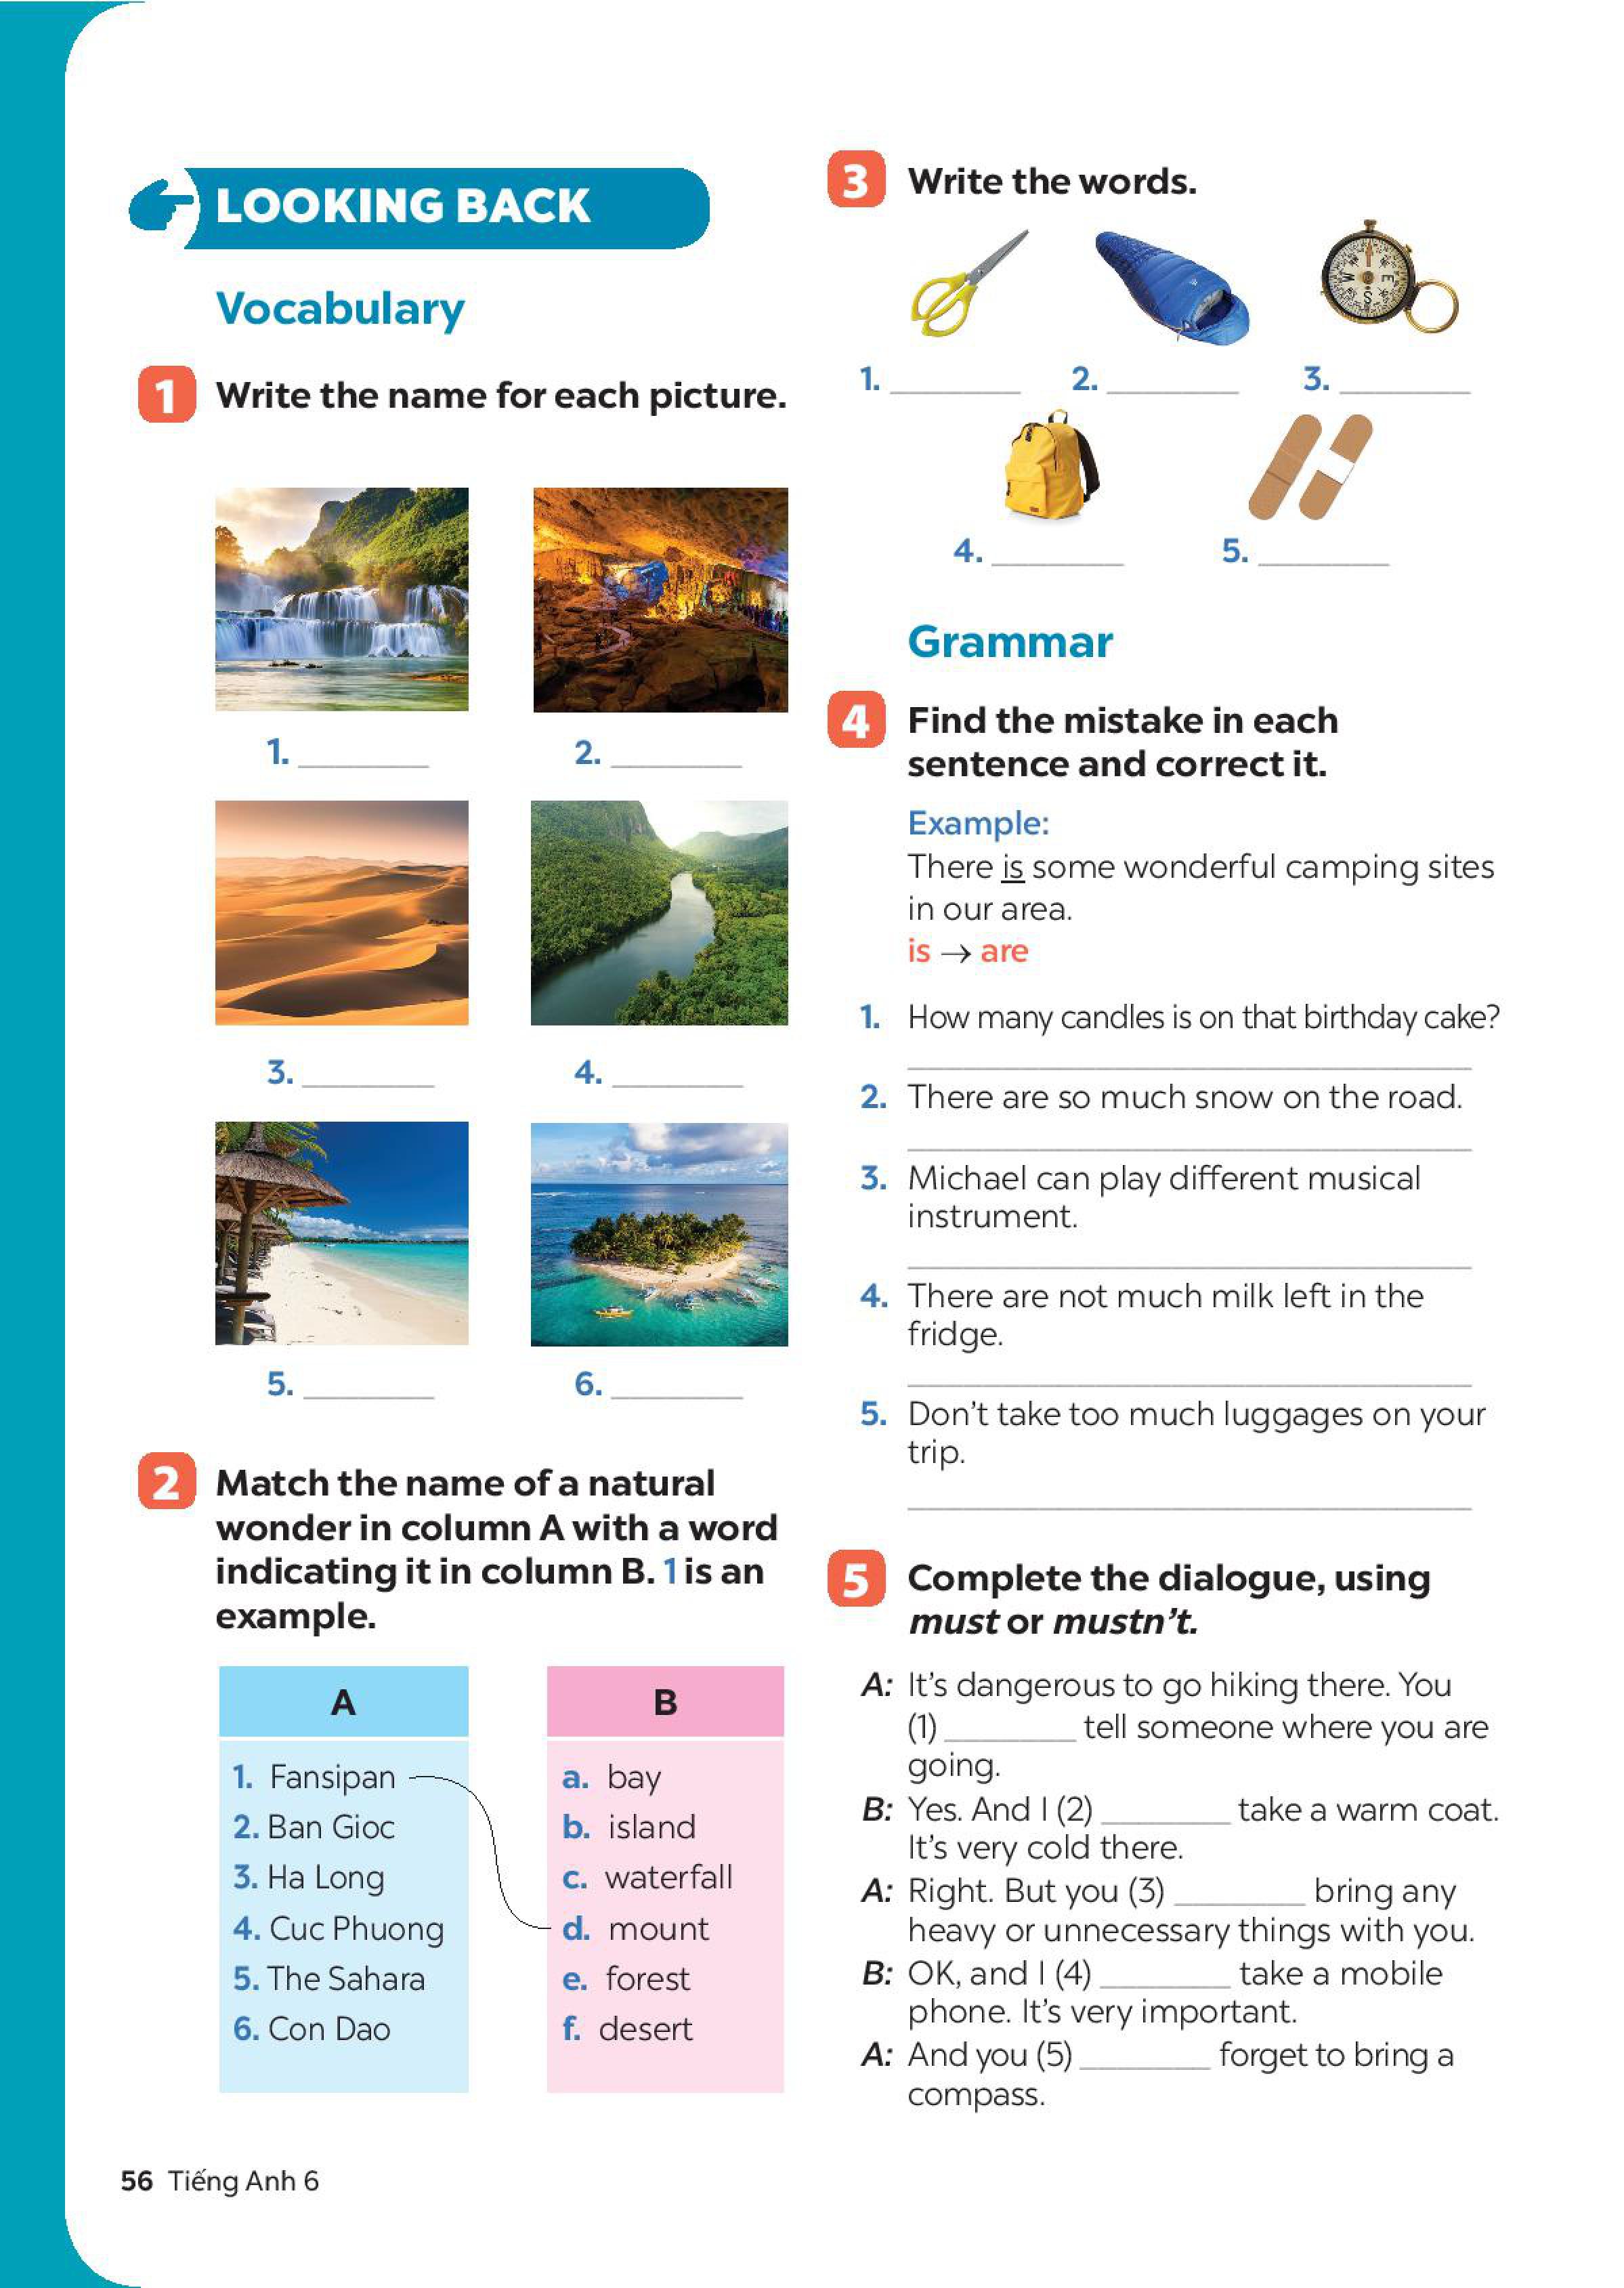 LOOKING BACK
Vocabulary
1 Write the name for each picture.
1. ________
2. ________
3. ________
4. ________
5. ________
6. ________
2 Match the name of a natural
wonder in column A with a word
indicating it in column B. 1 is an
example.
A
1. Fansipan
2. Ban Gioc
3. Ha Long
4. Cuc Phuong
5. The Sahara
6. Con Dao
B
a. bay
b. island
c. waterfall
d. mount
e. forest
f. desert
3 Write the words.
1. ________
2. ________
3. ________
4. ________
5. ________
Grammar
4 Find the mistake in each
sentence and correct it.
Example:
There is some wonderful camping sites
in our area.
is → are
1. How many candles is on that birthday cake?
2. There are so much snow on the road.
3. Michael can play different musical
instrument.
4. There are not much milk left in the
fridge.
5. Don't take too much luggages on your
trip.
5 Complete the dialogue, using
must or mustn't.
A: It's dangerous to go hiking there. You
(1) ________ tell someone where you are
going.
B: Yes. And I (2) ________ take a warm coat.
It's very cold there.
A: Right. But you (3) ________ bring any
heavy or unnecessary things with you.
B: OK, and I (4) ________ take a mobile
phone. It's very important.
A: And you (5) ________ forget to bring a
compass.
56 Tiếng Anh 6